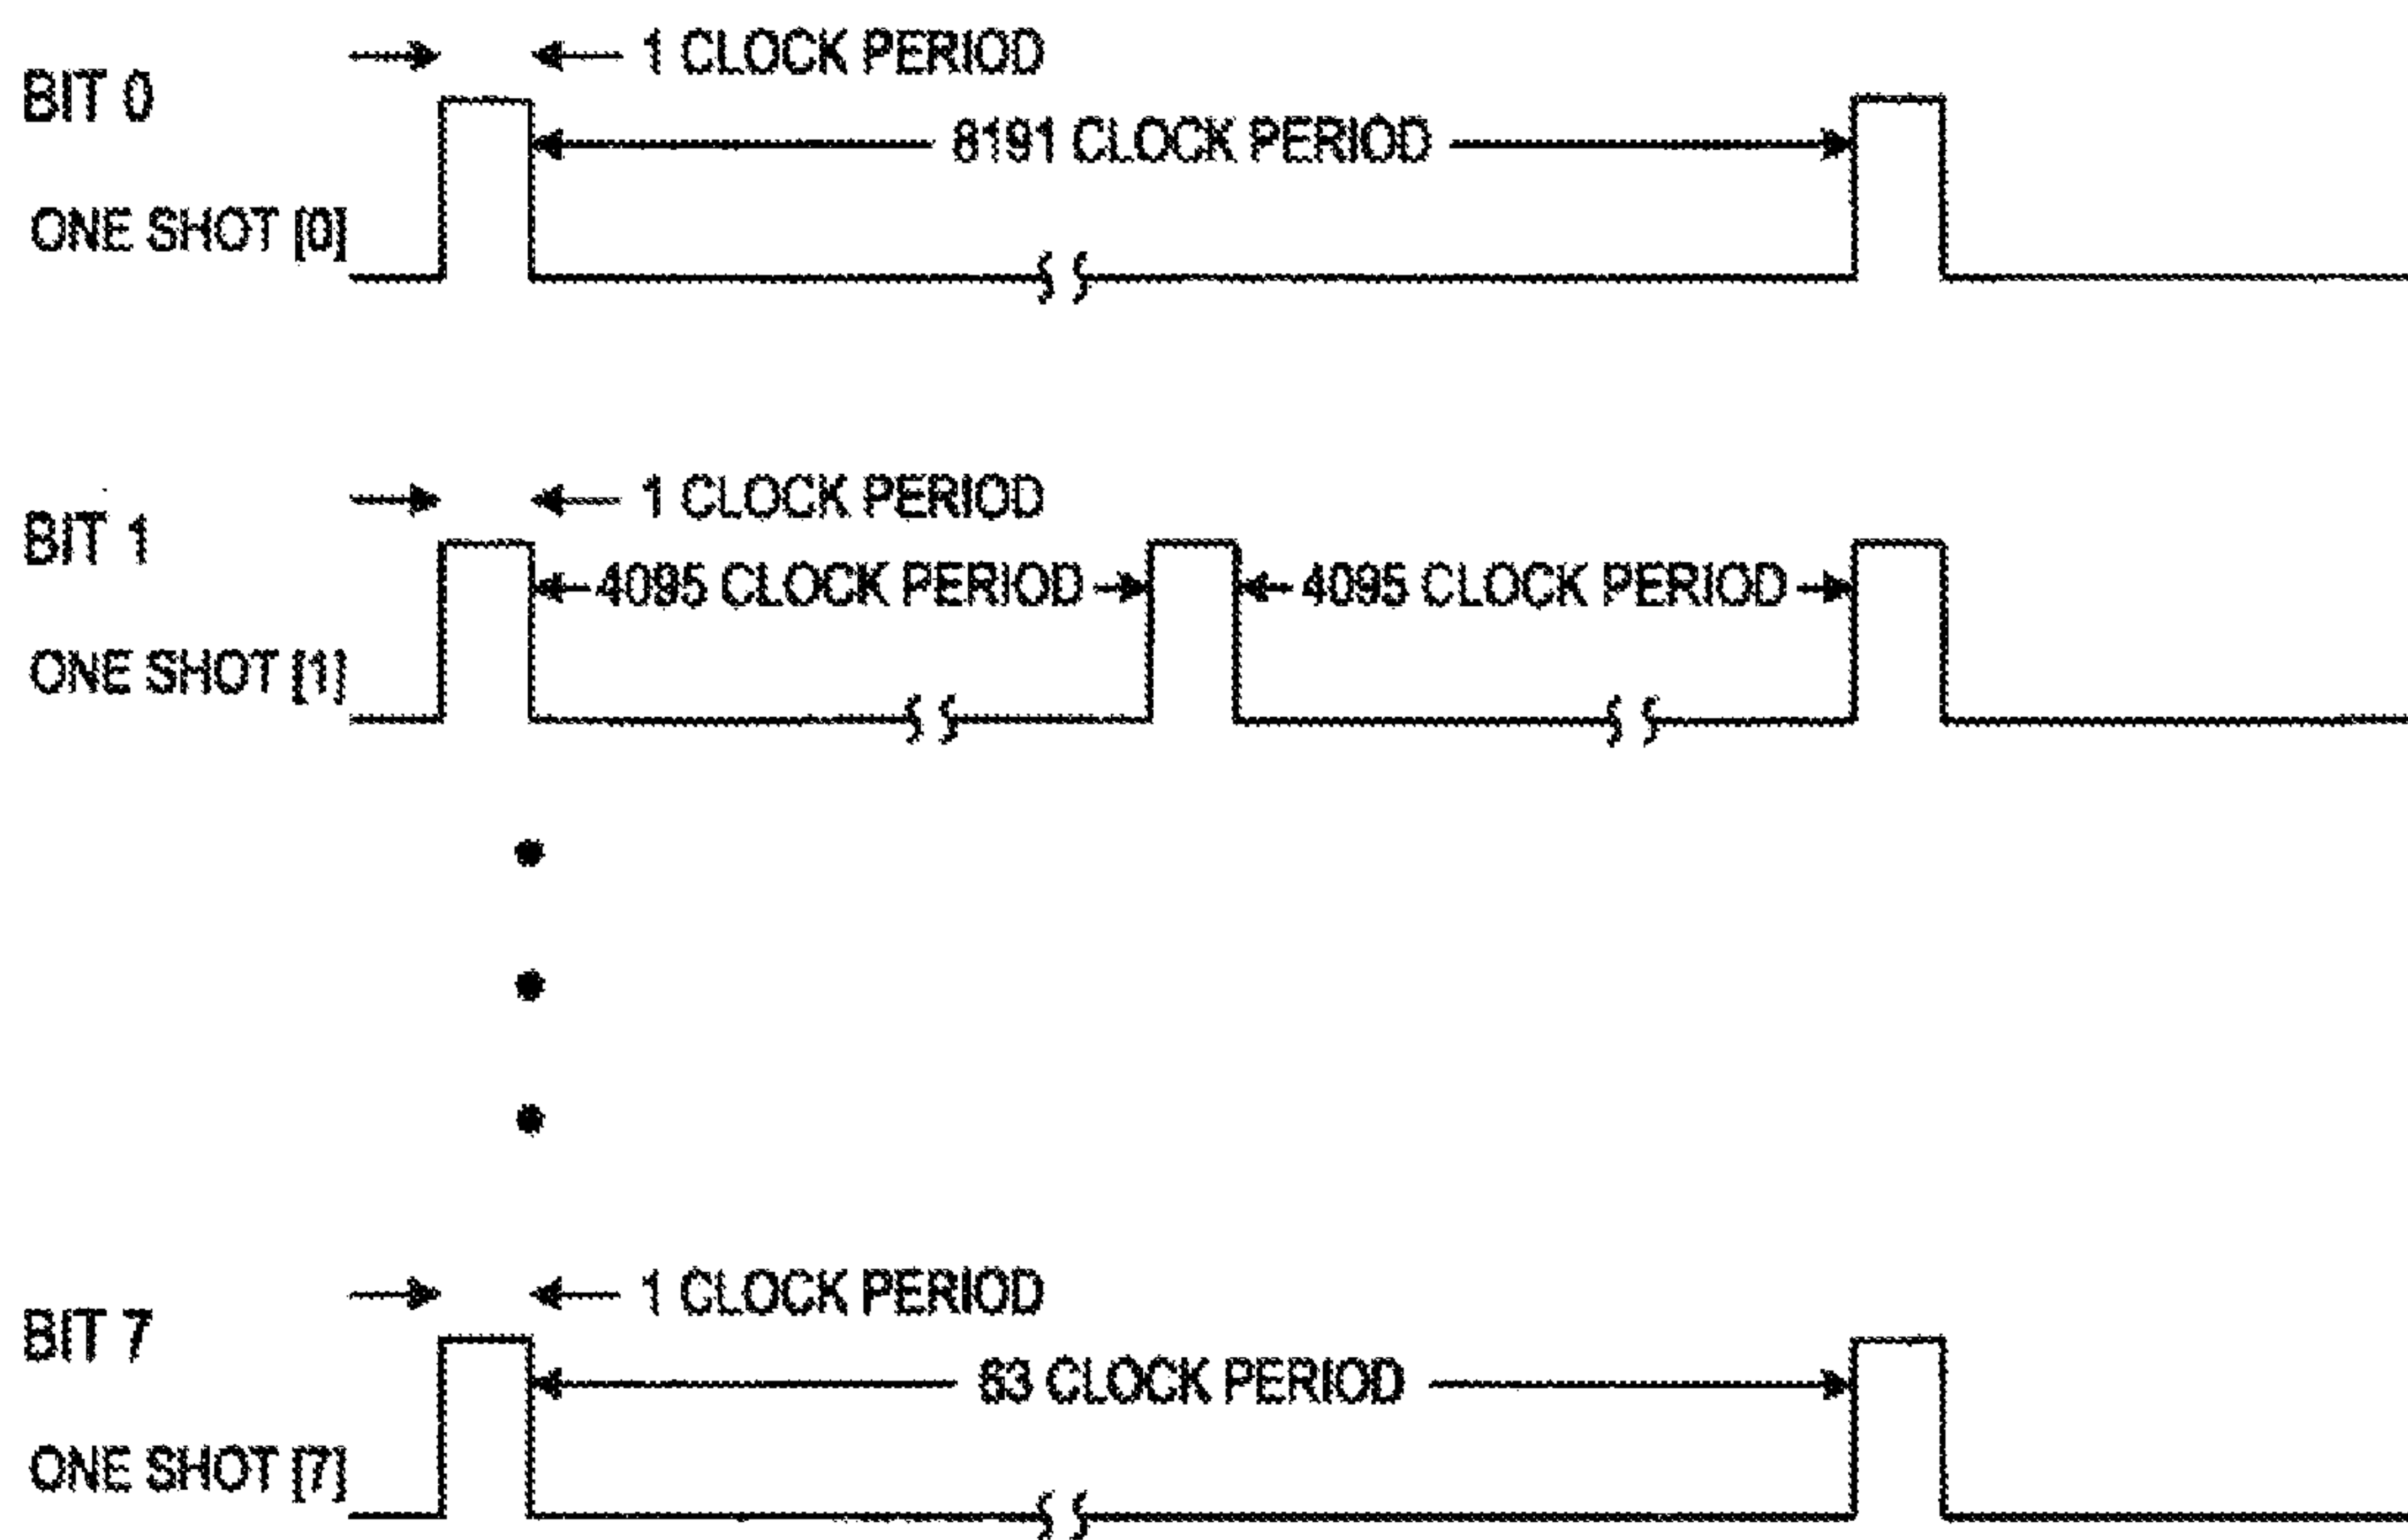 1 CLOCK PERIOD
BIT 0
8191 CLOCK PERIOD
ONE SHOT [0]
1 CLOCK PERIOD
BIT 1
4095 CLOCK PERIOD 4095 CLOCK PERIOD
ONE SHOT [1]
1 CLOCK PERIOD
BIT 7
63 CLOCK PERIOD
ONE SHOT [7]